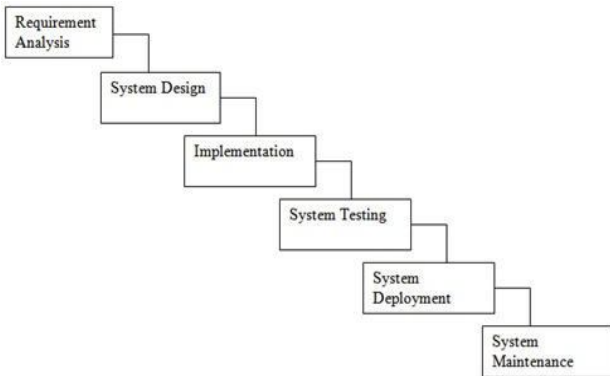 Requirement
Analysis
System Design
Implementation
System Testing
System
Deployment
System
Maintenance